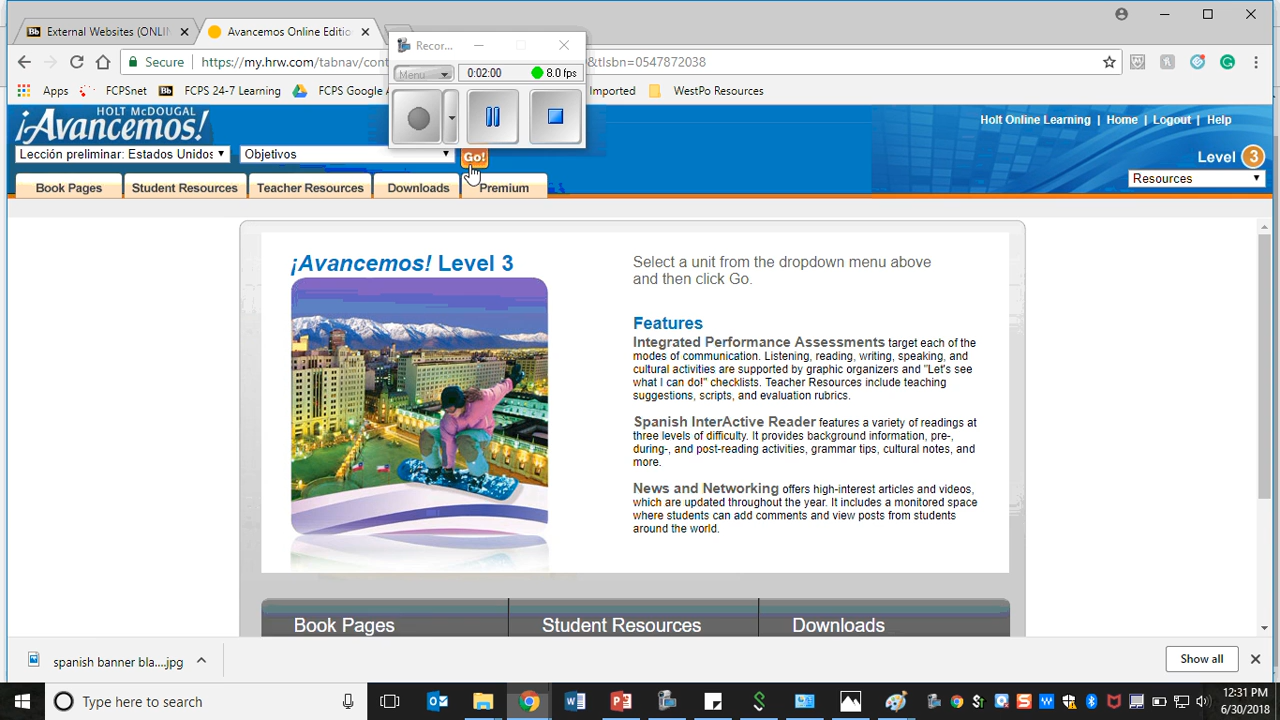 External Websites (ONLI
Avancemos Online Editio
Recor...
Secure
https://my.hrw.com/tabnav/cont
&tlsbn=0547872038
Menu
0:02:00
8.0 fps
Apps
FCPSnet
FCPS 24-7 Learning
FCPS Google A
Imported
WestPo Resources
HOLT McDOUGAL
¡Avancemos!
Holt Online Learning | Home | Logout | Help
Lección preliminar: Estados Unidos
Objetivos
Go!
Level 3
Resources
Book Pages
Student Resources
Teacher Resources
Downloads
Premium
¡Avancemos! Level 3
Select a unit from the dropdown menu above
and then click Go.
Features
Integrated Performance Assessments target each of the
modes of communication. Listening, reading, writing, speaking, and
cultural activities are supported by graphic organizers and "Let's see
what I can do!" checklists. Teacher Resources include teaching
suggestions, scripts, and evaluation rubrics.
Spanish InterActive Reader features a variety of readings at
three levels of difficulty. It provides background information, pre-,
during-, and post-reading activities, grammar tips, cultural notes, and
more.
News and Networking offers high-interest articles and videos,
which are updated throughout the year. It includes a monitored space
where students can add comments and view posts from students
around the world.
Book Pages
Student Resources
Downloads
spanish banner bla....jpg
Show all
Type here to search
12:31 PM
6/30/2018